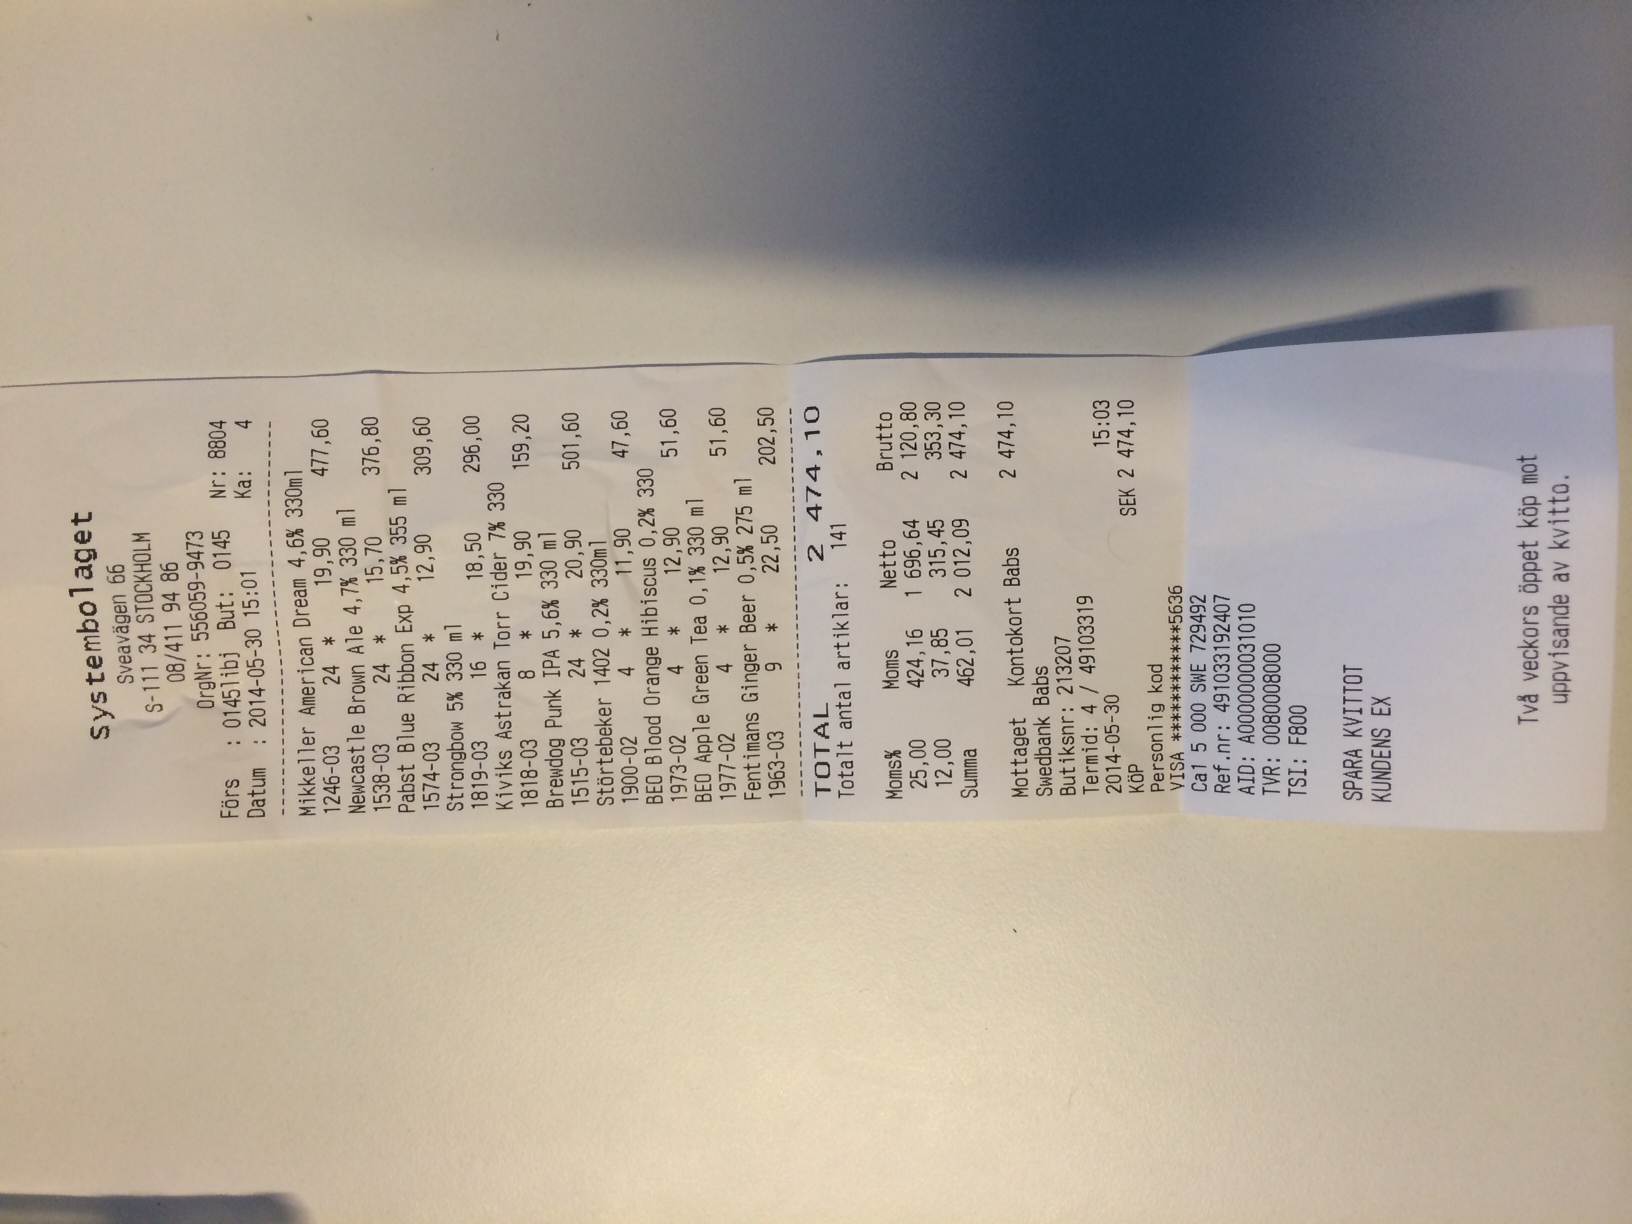 Systembolaget
Sveavägen 66
S-111 34 STOCKHOLM
08/411 94 86
OrgNr: 556059-9473
Förs : 0145libj But: 0145 Nr: 8804
Datum : 2014-05-30 15:01 Ka: 4
Mikkeller American Dream 4,6% 330ml
1246-03 24 * 19,90 477,60
Newcastle Brown Ale 4,7% 330 ml
1538-03 24 * 15,70 376,80
Pabst Blue Ribbon Exp 4,5% 355 ml
1574-03 24 * 12,90 309,60
Strongbow 5% 330 ml
1819-03 16 * 18,50 296,00
Kiviks Astrakan Torr Cider 7% 330
1818-03 8 * 19,90 159,20
Brewdog Punk IPA 5,6% 330 ml
1515-03 24 * 20,90 501,60
Störtebeker 1402 0,2% 330ml
1900-02 4 * 11,90 47,60
BEO Blood Orange Hibiscus 0,2% 330
1973-02 4 * 12,90 51,60
BEO Apple Green Tea 0,1% 330 ml
1977-02 4 * 12,90 51,60
Fentimans Ginger Beer 0,5% 275 ml
1963-03 9 * 22,50 202,50
TOTAL 2 474,10
Totalt antal artiklar: 141
Moms% Moms Netto Brutto
25,00 424,16 1 696,64 2 120,80
12,00 37,85 315,45 353,30
Summa 462,01 2 012,09 2 474,10
Mottaget Kontokort Babs 2 474,10
Swedbank Babs
Butiksnr: 213207
Termid: 4 / 49103319
2014-05-30 15:03
KÖP SEK 2 474,10
Personlig kod
VISA ************5636
Ca1 5 000 SWE 729492
Ref.nr: 491033192407
AID: A0000000031010
TVR: 0080008000
TSI: F800
SPARA KVITTOT
KUNDENS EX
Två veckors öppet köp mot
uppvisande av kvitto.